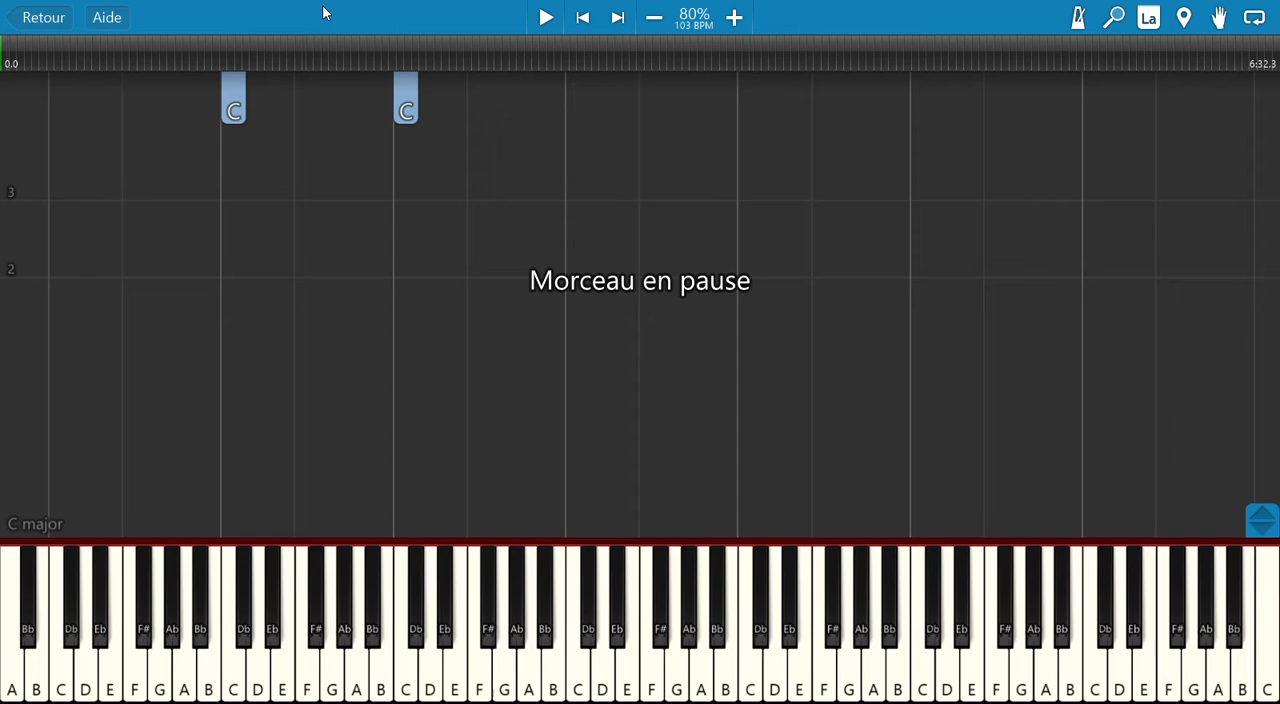 Retour Aide 80% La
103 BPM
0.0 6:32.3
C C
3
2
Morceau en pause
C major
Bb Db Eb F# Ab Bb Db Eb F# Ab Bb Db Eb F# Ab Bb Db Eb F# Ab Bb Db Eb F# Ab Bb Db Eb F# Ab Bb Db Eb F# Ab Bb
A B C D E F G A B C D E F G A B C D E F G A B C D E F G A B C D E F G A B C D E F G A B C D E F G A B C